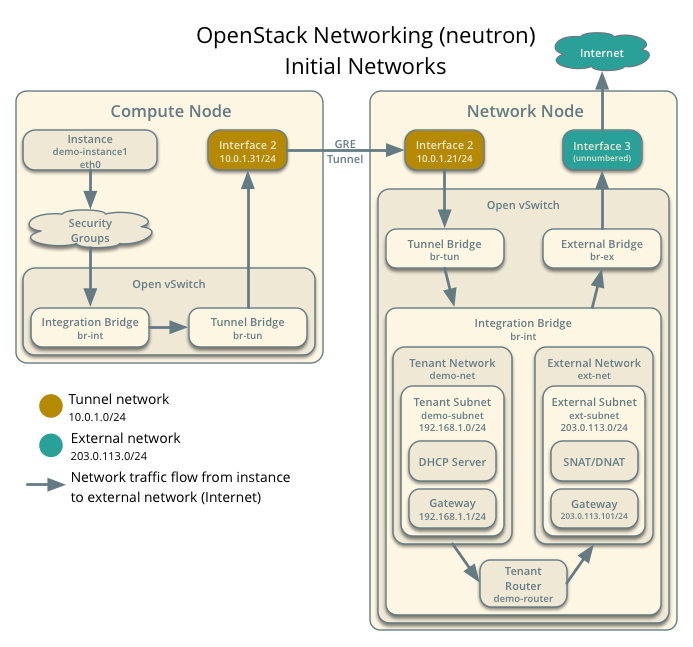 OpenStack Networking (neutron)
Initial Networks
Internet
Compute Node
Instance
demo-instance1
eth0
Interface 2
10.0.1.31/24
Security
Groups
Open vSwitch
Integration Bridge
br-int
Tunnel Bridge
br-tun
GRE
Tunnel
Network Node
Interface 2
10.0.1.21/24
Interface 3
(unnumbered)
Open vSwitch
Tunnel Bridge
br-tun
External Bridge
br-ex
Integration Bridge
br-int
Tenant Network
demo-net
Tenant Subnet
demo-subnet
192.168.1.0/24
DHCP Server
Gateway
192.168.1.1/24
External Network
ext-net
External Subnet
ext-subnet
203.0.113.0/24
SNAT/DNAT
Gateway
203.0.113.101/24
Tenant
Router
demo-router
Tunnel network
10.0.1.0/24
External network
203.0.113.0/24
Network traffic flow from instance
to external network (Internet)